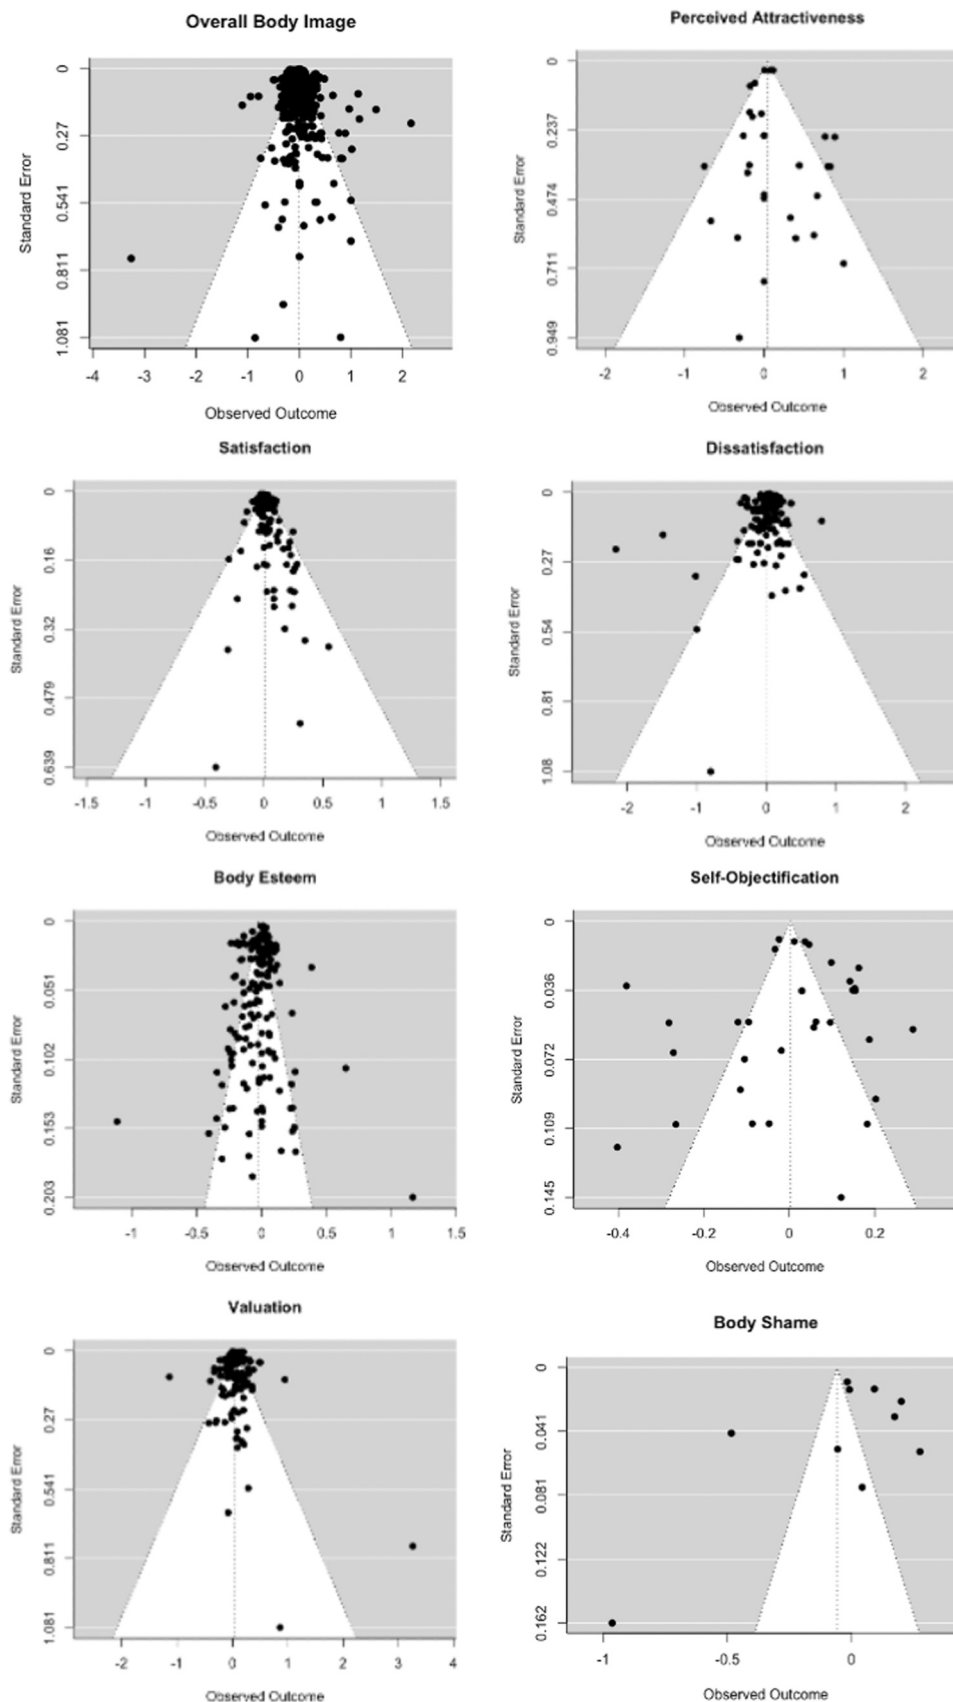 Overall Body Image
Standard Error
0
0.27
0.541
0.811
1.081
-4 -3 -2 -1 0 1 2
Observed Outcome
Perceived Attractiveness
Standard Error
0
0.237
0.474
0.711
0.949
-2 -1 0 1 2
Observed Outcome
Satisfaction
Standard Error
0
0.16
0.32
0.479
0.639
-1.5 -1 -0.5 0 0.5 1 1.5
Observed Outcome
Dissatisfaction
Standard Error
0
0.27
0.54
0.81
1.08
-2 -1 0 1 2
Observed Outcome
Body Esteem
Standard Error
0
0.051
0.102
0.153
0.203
-1 -0.5 0 0.5 1 1.5
Observed Outcome
Self-Objectification
Standard Error
0
0.036
0.072
0.109
0.145
-0.4 -0.2 0 0.2
Observed Outcome
Valuation
Standard Error
0
0.27
0.541
0.811
1.081
-2 -1 0 1 2 3 4
Observed Outcome
Body Shame
Standard Error
0
0.041
0.081
0.122
0.162
-1 -0.5 0
Observed Outcome